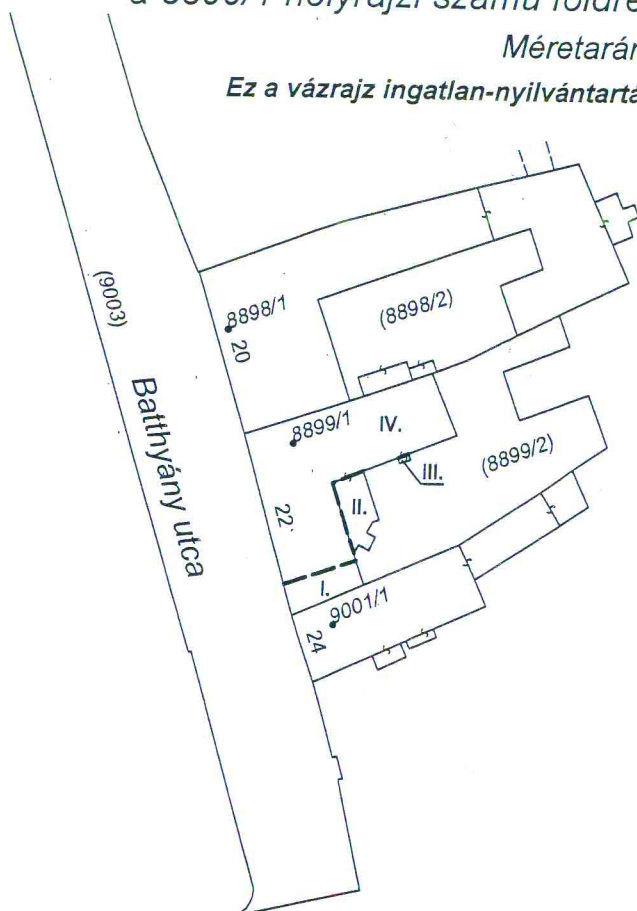 Méretarán
Ez a vázrajz ingatlan-nyilvántartá
(9003)
8898/1
20
(8898/2)
Batthyány utca
8899/1
IV.
(8899/2)
III.
22
II.
I.
9001/1
24